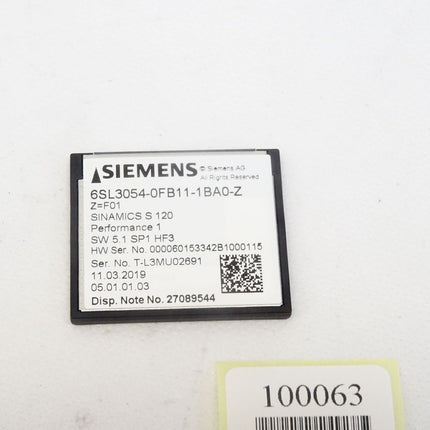 SIEMENS © Siemens AG
All Rights Reserved
6SL3054-0FB11-1BA0-Z
Z=F01
SINAMICS S 120
Performance 1
SW 5.1 SP1 HF3
HW Ser. No. 000060153342B1000115
Ser. No. T-L3MU02691
11.03.2019
05.01.01.03
Disp. Note No. 27089544
100063